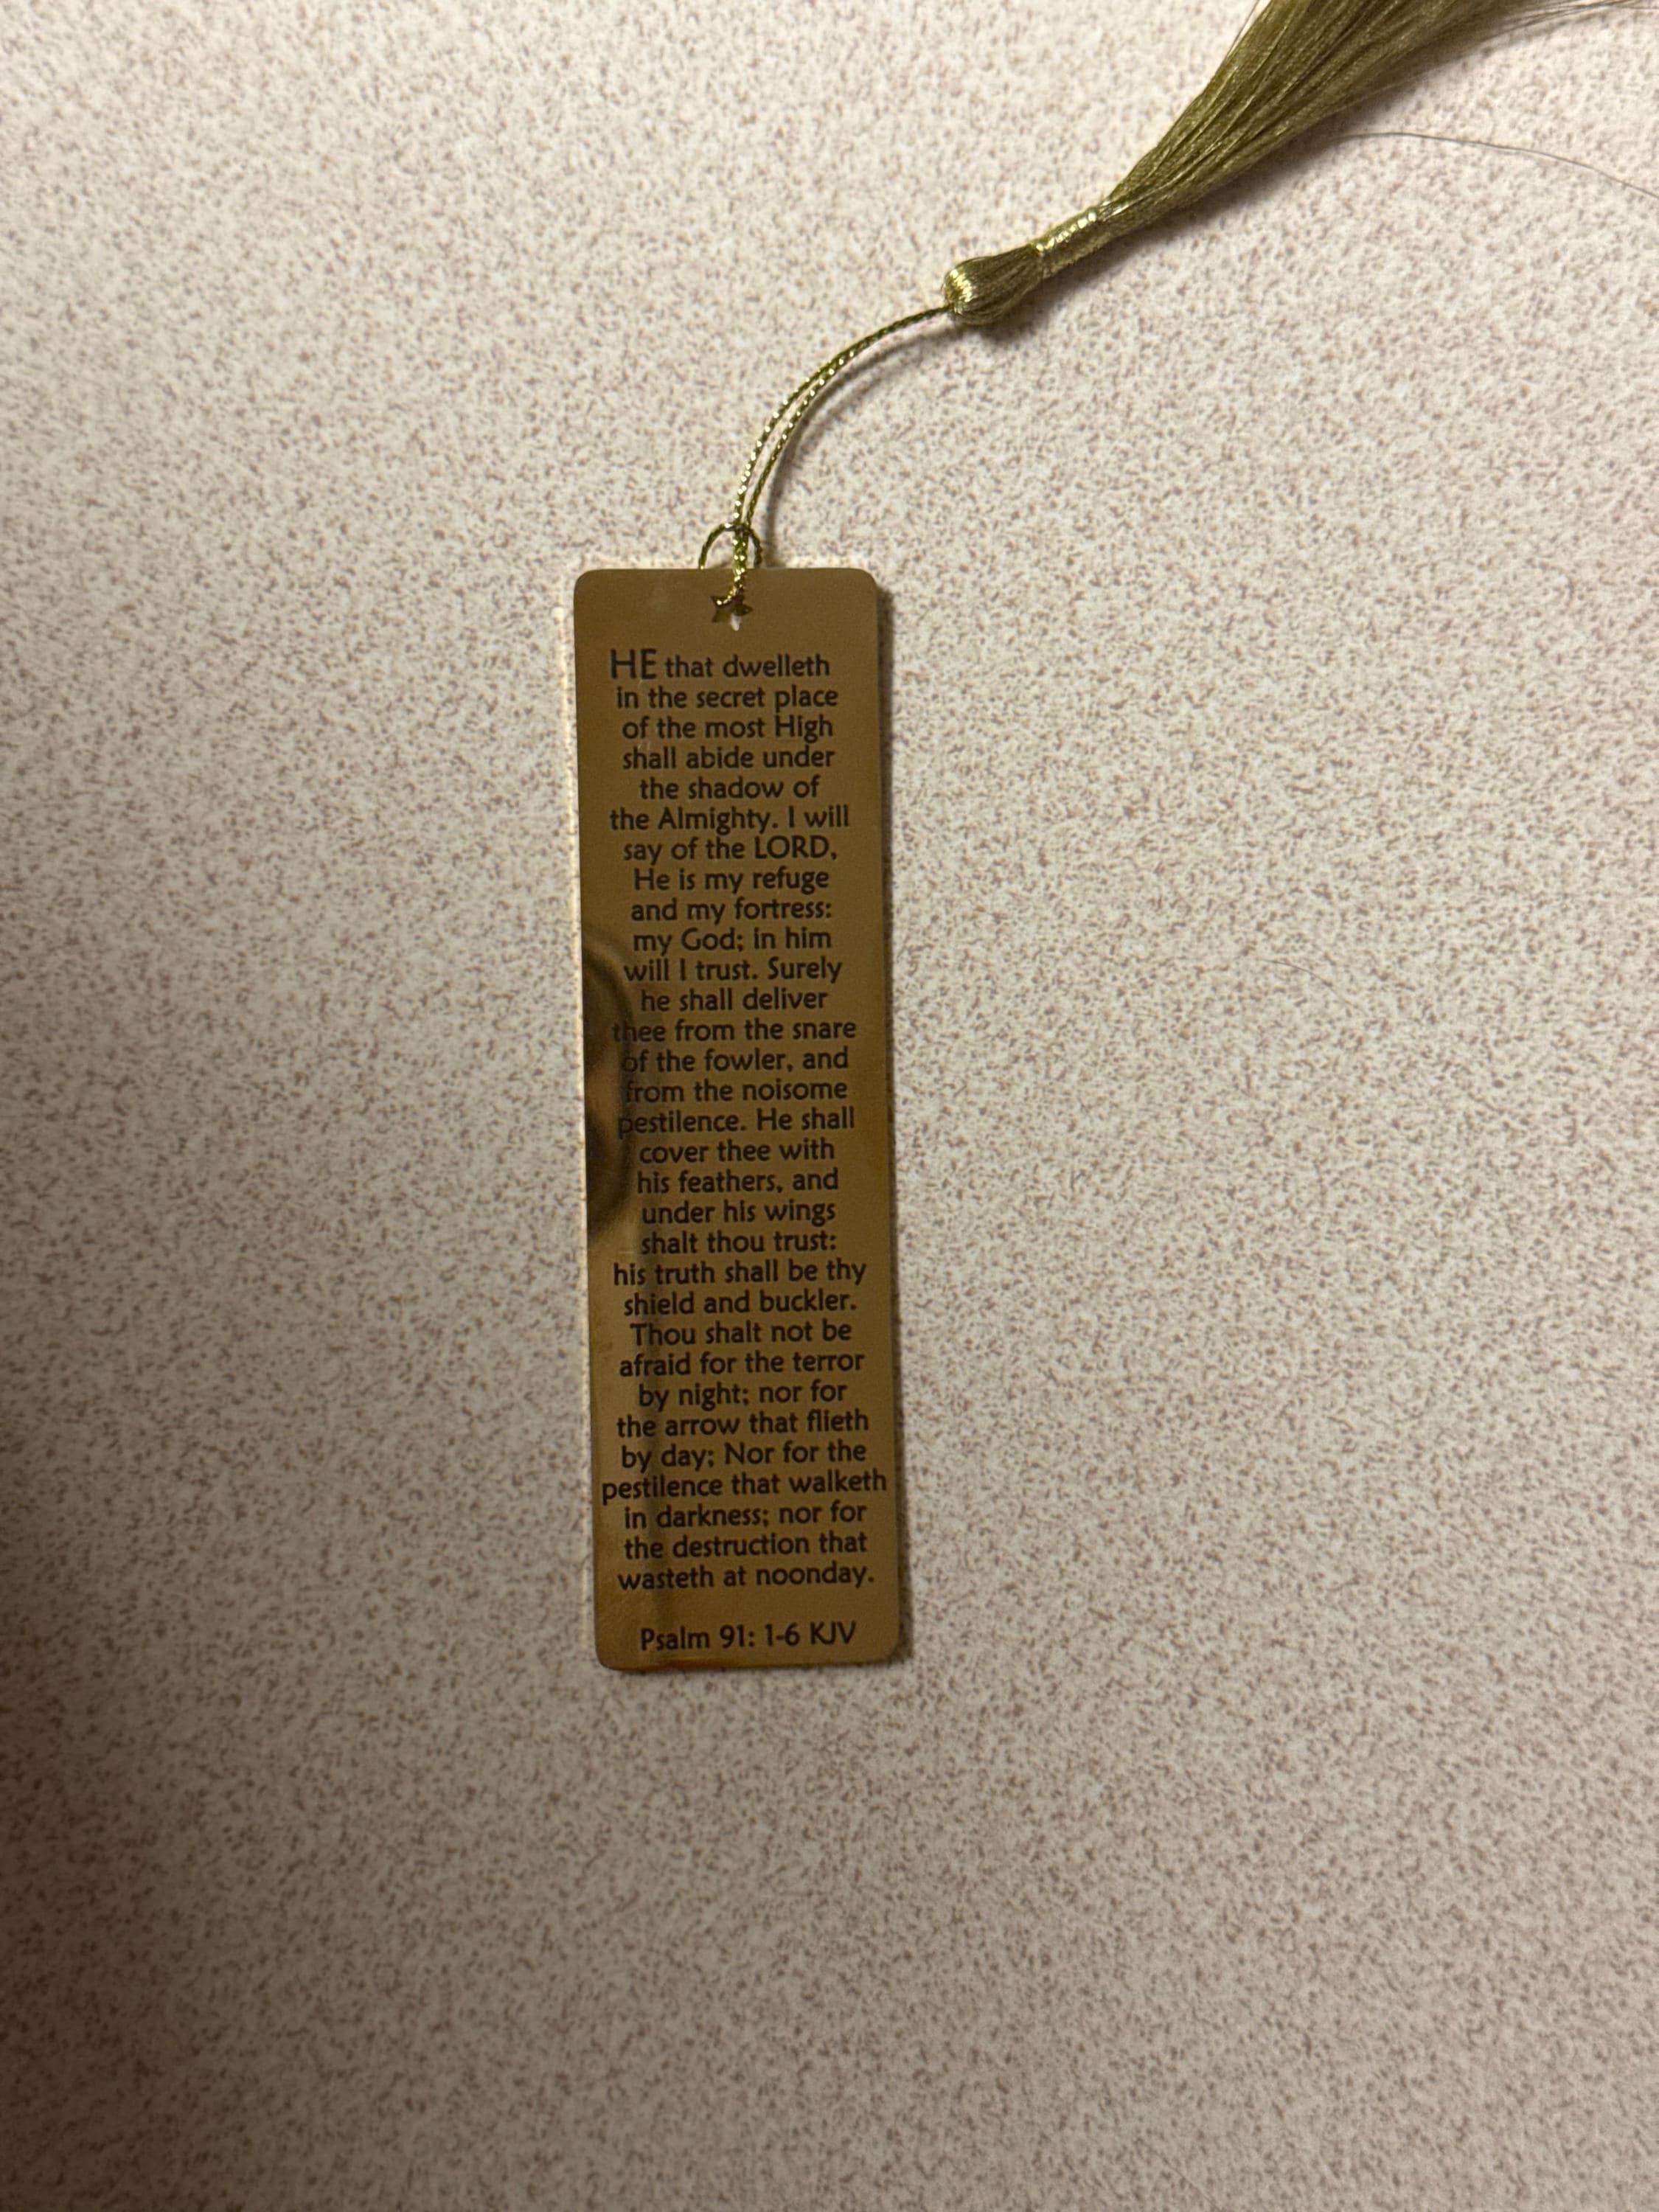 HE that dwelleth
in the secret place
of the most High
shall abide under
the shadow of
the Almighty. I will
say of the LORD,
He is my refuge
and my fortress:
my God; in him
will I trust. Surely
he shall deliver
thee from the snare
of the fowler, and
from the noisome
pestilence. He shall
cover thee with
his feathers, and
under his wings
shalt thou trust:
his truth shall be thy
shield and buckler.
Thou shalt not be
afraid for the terror
by night; nor for
the arrow that flieth
by day; Nor for the
pestilence that walketh
in darkness; nor for
the destruction that
wasteth at noonday.
Psalm 91: 1-6 KJV